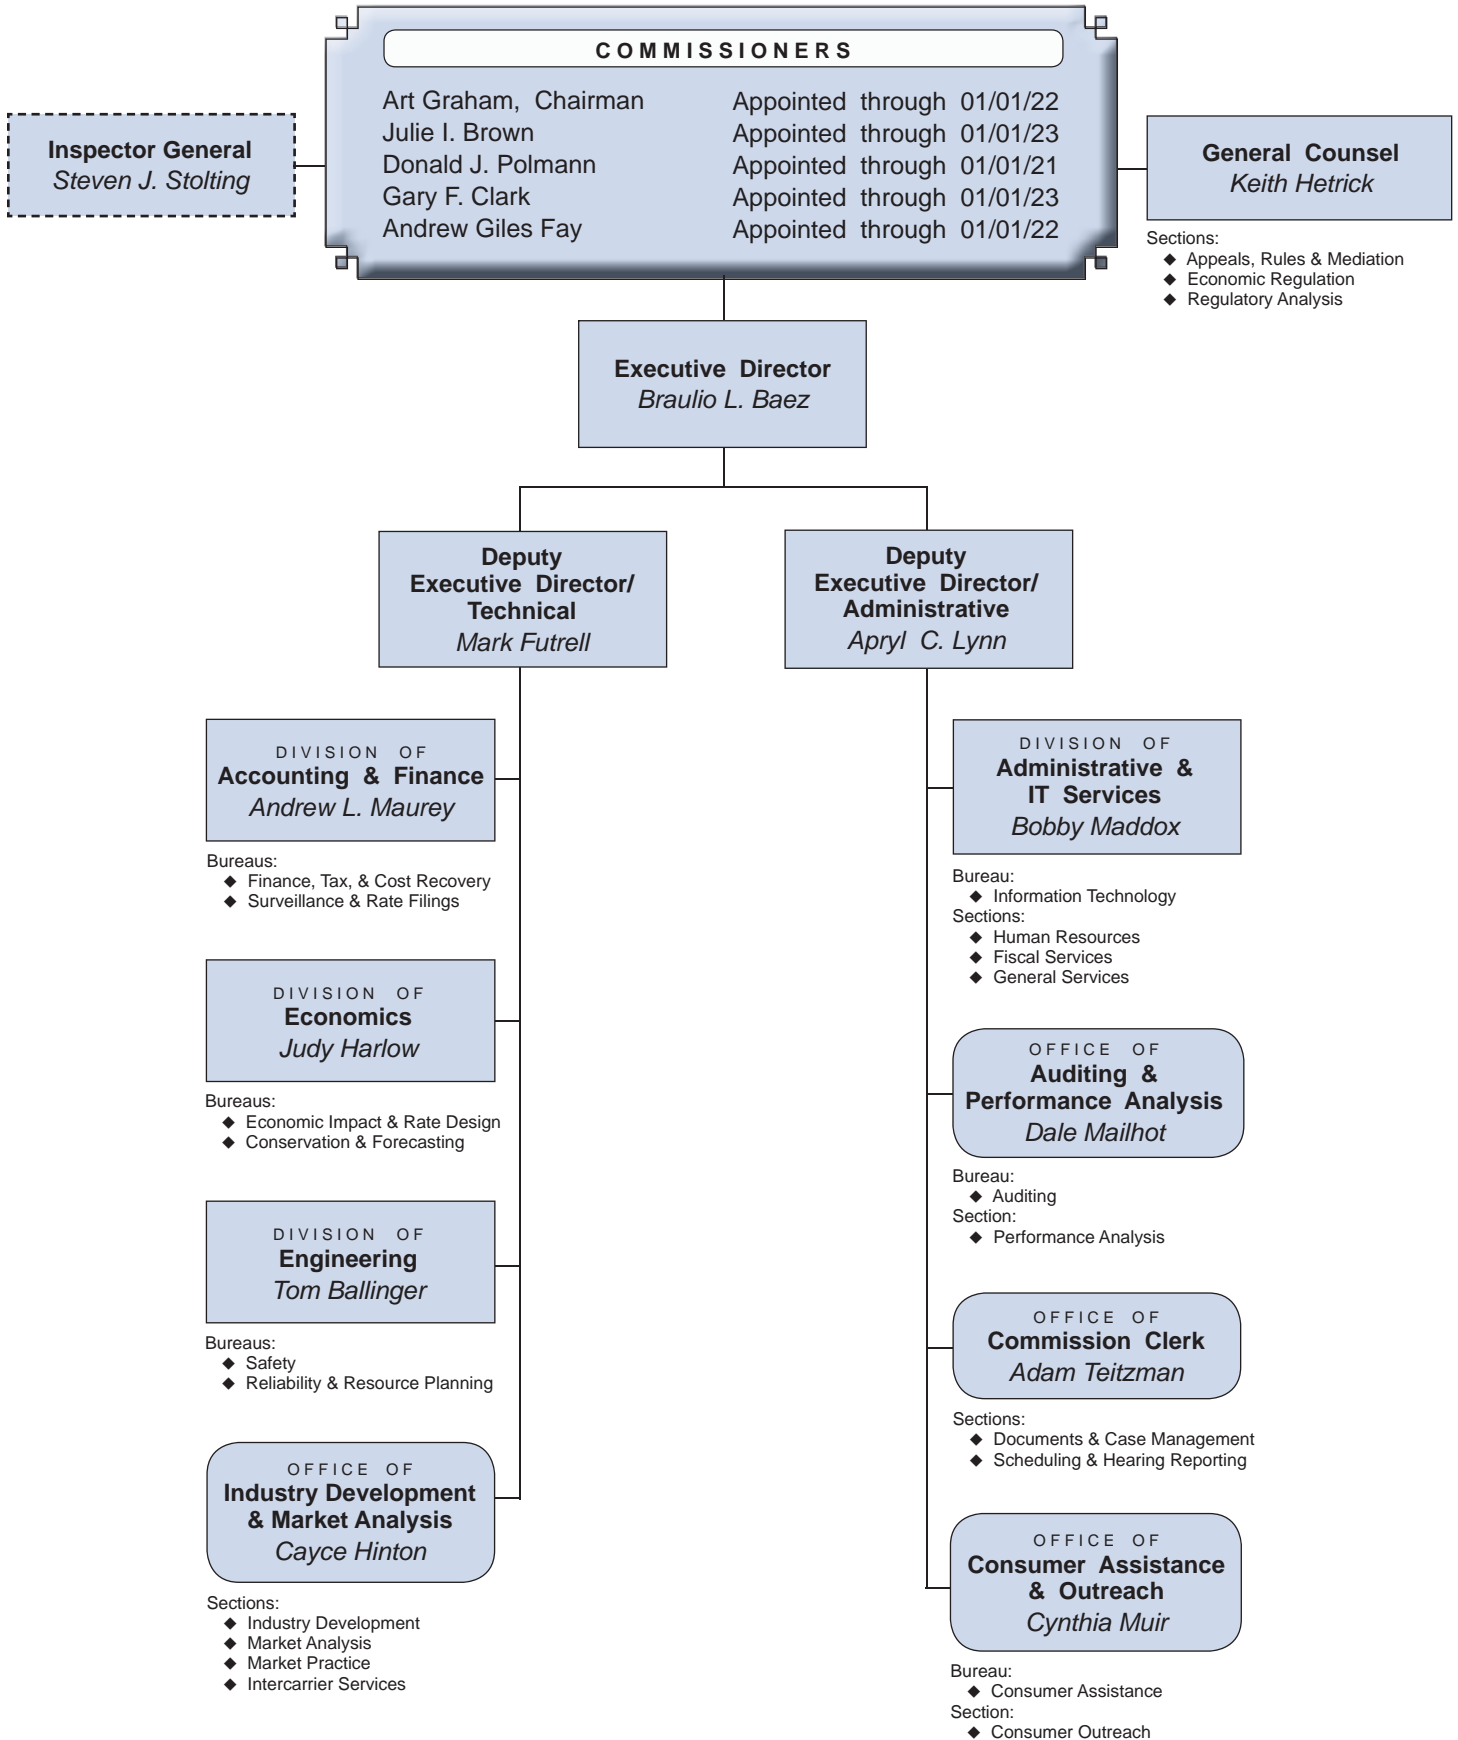 COMMISSIONERS
Art Graham, Chairman Appointed through 01/01/22
Julie I. Brown Appointed through 01/01/23
Donald J. Polmann Appointed through 01/01/21
Gary F. Clark Appointed through 01/01/23
Andrew Giles Fay Appointed through 01/01/22
Inspector General
Steven J. Stolting
General Counsel
Keith Hetrick
Sections:
◆ Appeals, Rules & Mediation
◆ Economic Regulation
◆ Regulatory Analysis
Executive Director
Braulio L. Baez
Deputy
Executive Director/
Technical
Mark Futrell
Deputy
Executive Director/
Administrative
Apryl C. Lynn
DIVISION OF
Accounting & Finance
Andrew L. Maurey
Bureaus:
◆ Finance, Tax, & Cost Recovery
◆ Surveillance & Rate Filings
DIVISION OF
Economics
Judy Harlow
Bureaus:
◆ Economic Impact & Rate Design
◆ Conservation & Forecasting
DIVISION OF
Engineering
Tom Ballinger
Bureaus:
◆ Safety
◆ Reliability & Resource Planning
OFFICE OF
Industry Development
& Market Analysis
Cayce Hinton
Sections:
◆ Industry Development
◆ Market Analysis
◆ Market Practice
◆ Intercarrier Services
DIVISION OF
Administrative &
IT Services
Bobby Maddox
Bureau:
◆ Information Technology
Sections:
◆ Human Resources
◆ Fiscal Services
◆ General Services
OFFICE OF
Auditing &
Performance Analysis
Dale Mailhot
Bureau:
◆ Auditing
Section:
◆ Performance Analysis
OFFICE OF
Commission Clerk
Adam Teitzman
Sections:
◆ Documents & Case Management
◆ Scheduling & Hearing Reporting
OFFICE OF
Consumer Assistance
& Outreach
Cynthia Muir
Bureau:
◆ Consumer Assistance
Section:
◆ Consumer Outreach